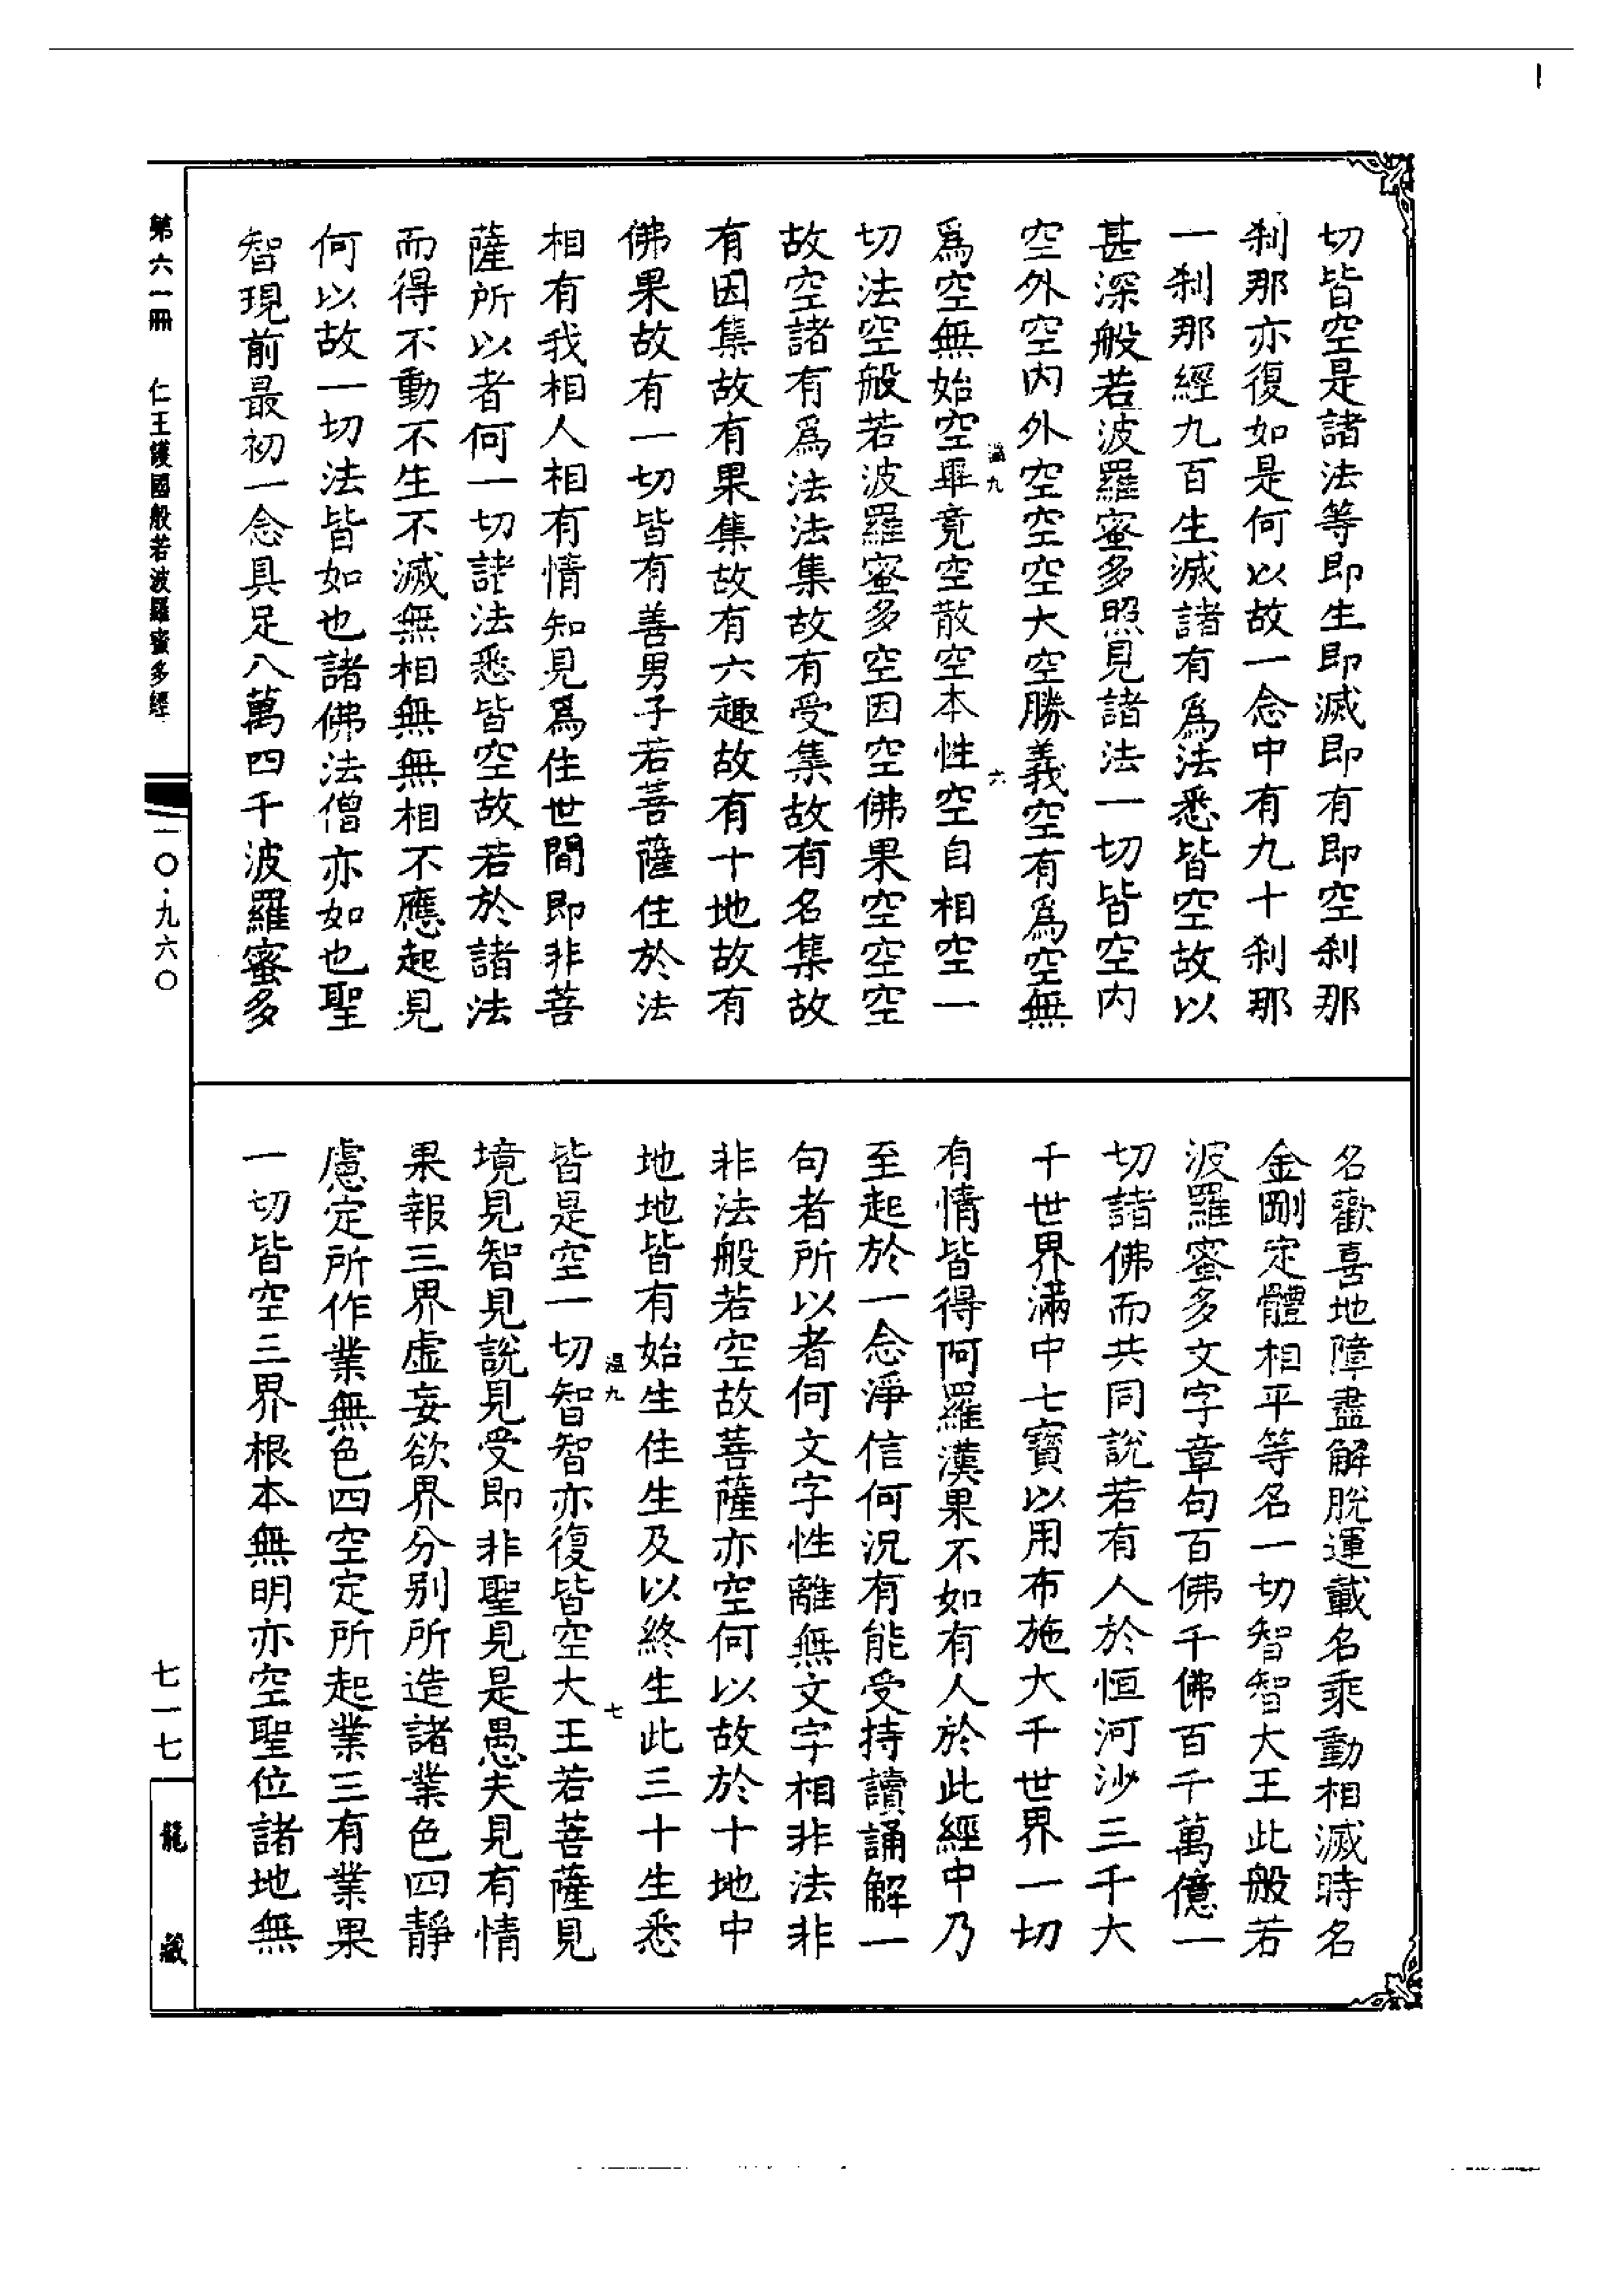 切皆空是諸法等即生即滅即有即空刹那
刹那亦復如是何以故一念中有九十刹那
一刹那經九百生滅諸有為法悉皆空故以
甚深般若波羅蜜多照見諸法一切皆空內
空外空內外空空空大空勝義空有為空無
為空無始空畢竟空散空本性空自相空一
切法空般若波羅蜜多空因空佛果空空空
故空諸有為法法集故有受集故有名集故
有因集故有果集故有六趣故有十地故有
佛果故有一切皆有善男子若菩薩住於法
相有我相人相有情知見為住世間即非菩
薩所以者何一切諸法悉皆空故若於諸法
而得不動不生不滅無相無無相不應起見
何以故一切法皆如也諸佛法僧亦如也聖
智現前最初一念具足八萬四千波羅蜜多
溫九
六
名歡喜地障盡解脫運載名乘動相滅時名
金剛定體相平等名一切智智大王此般若
波羅蜜多文字章句百佛千佛百千萬億一
切諸佛而共同說若有人於恒河沙三千大
千世界滿中七寶以用布施大千世界一切
有情皆得阿羅漢果不如有人於此經中乃
至起於一念淨信何況有能受持讀誦解一
句者所以者何文字性離無文字相非法非
非法般若空故菩薩亦空何以故於十地中
地地皆有始生住生及以終生此三十生悉
皆是空一切智智亦復皆空大王若菩薩見
境見智見說見受即非聖見是愚夫見有情
果報三界虛妄欲界分別所造諸業色四靜
慮定所作業無色四空定所起業三有業果
一切皆空三界根本無明亦空聖位諸地無
溫九
七
第六一冊 仁王護國般若波羅蜜多經
一〇·九六〇
七一七
龍藏